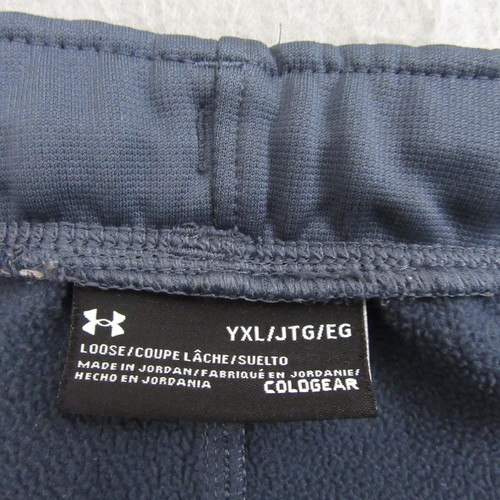 YXL/JTG/EG
LOOSE/COUPE LÂCHE/SUELTO
MADE IN JORDAN/FABRIQUÉ EN JORDANIE/
HECHO EN JORDANIA
COLDGEAR